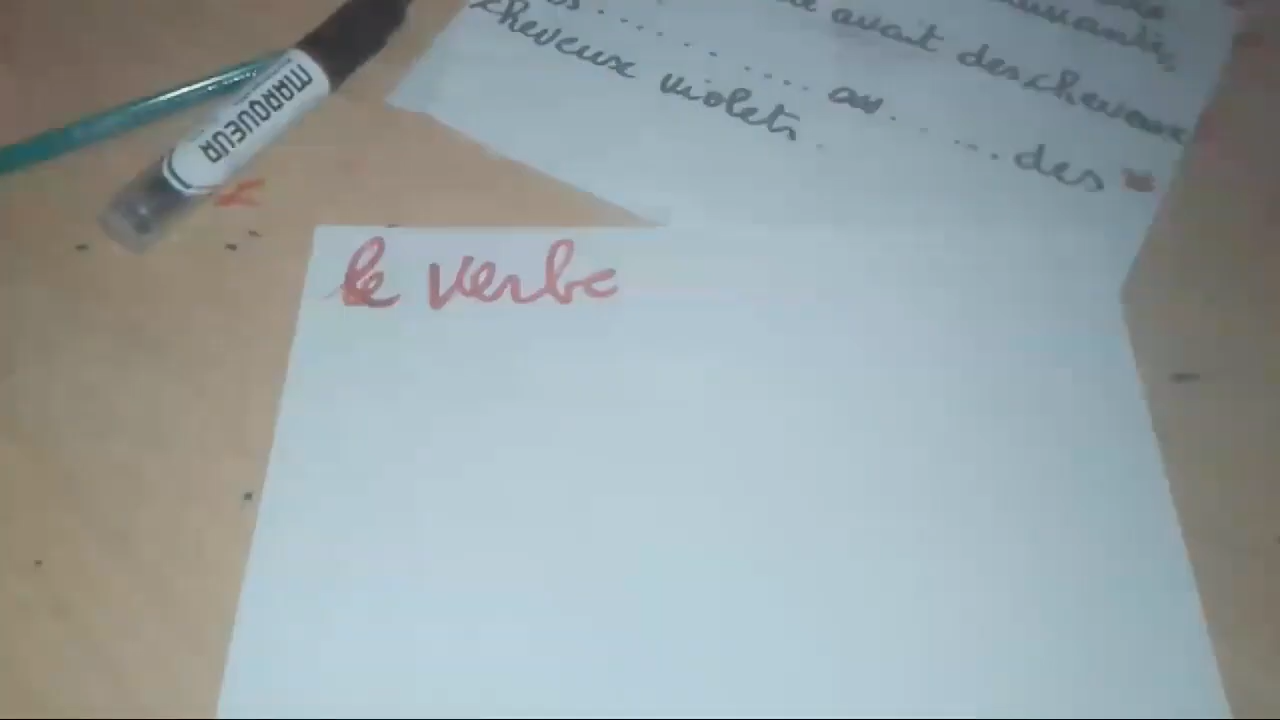 avait des cheveux
au des
cheveux violets.
MARQUEUR
le verbe